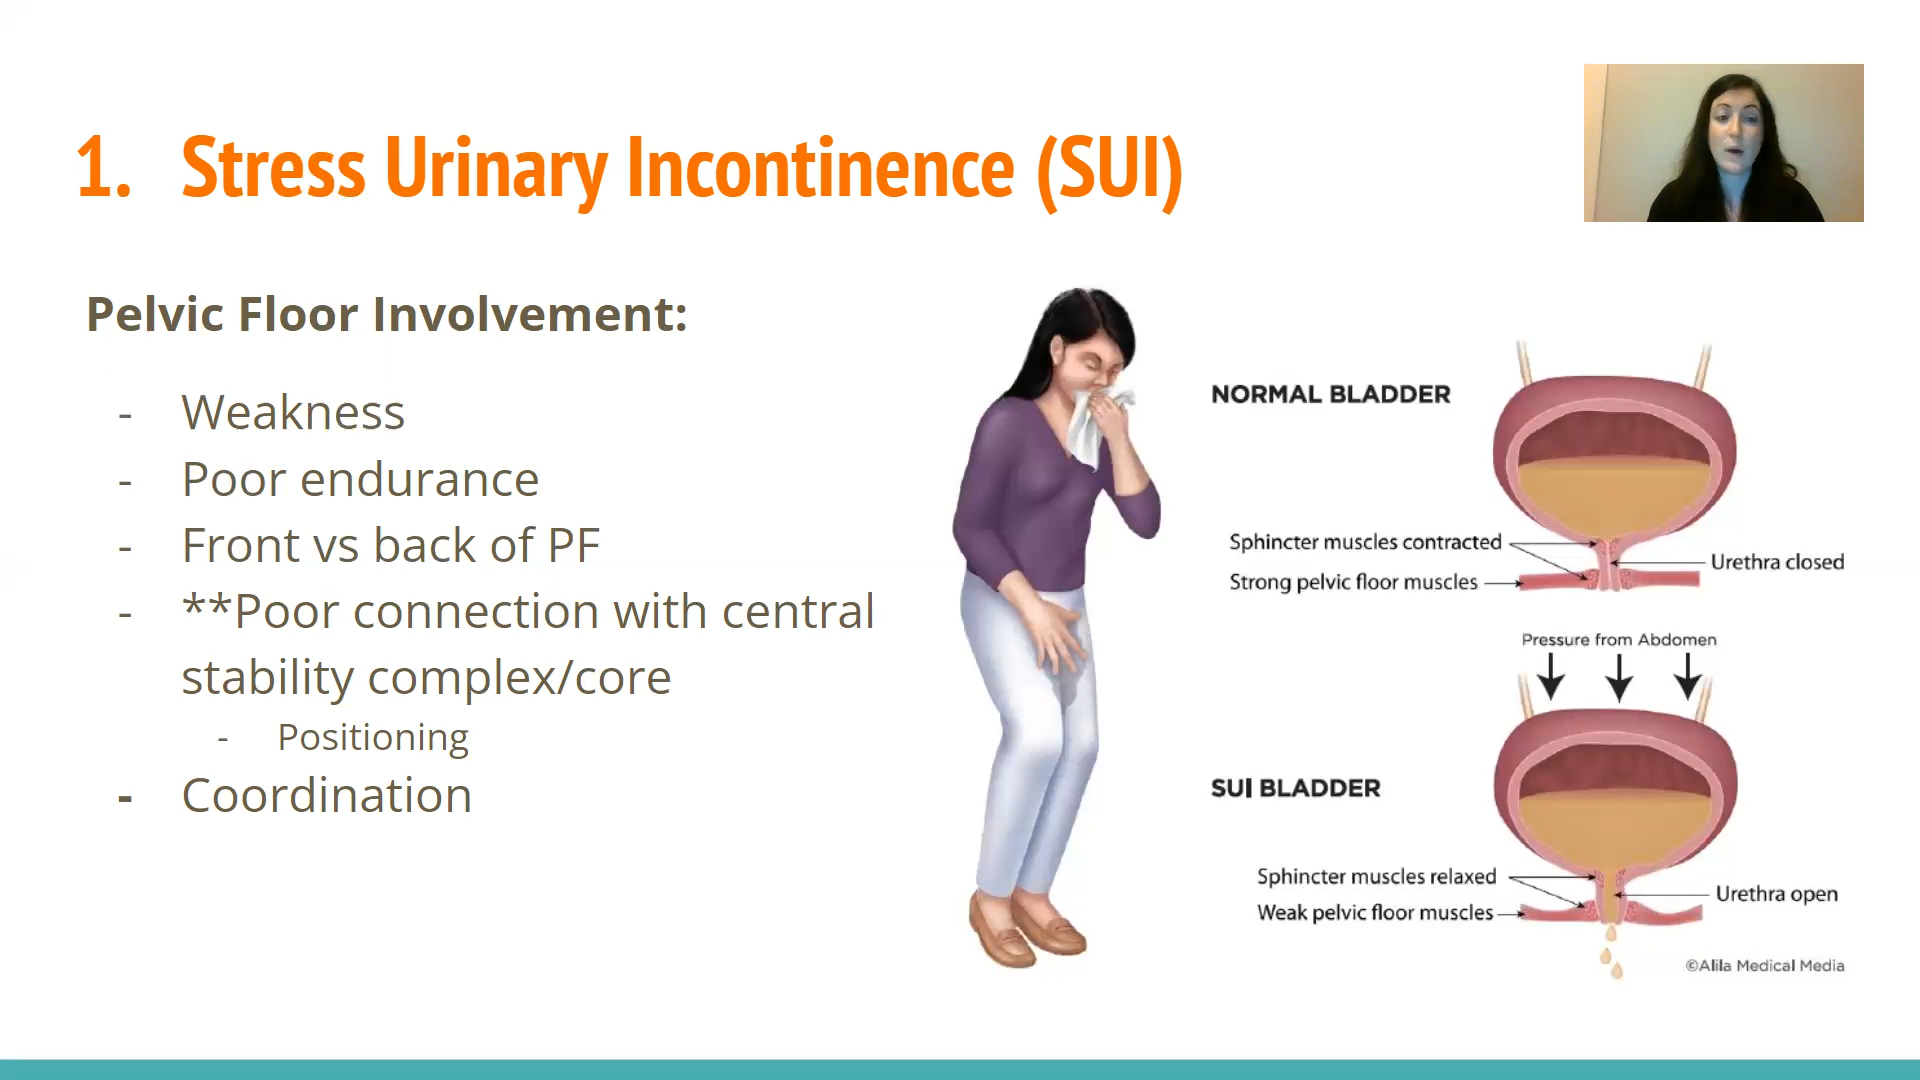 1. Stress Urinary Incontinence (SUI)
Pelvic Floor Involvement:
- Weakness
- Poor endurance
- Front vs back of PF
- **Poor connection with central
stability complex/core
- Positioning
- Coordination
NORMAL BLADDER
Sphincter muscles contracted
Urethra closed
Strong pelvic floor muscles
Pressure from Abdomen
SUI BLADDER
Sphincter muscles relaxed
Urethra open
Weak pelvic floor muscles
©Alila Medical Media